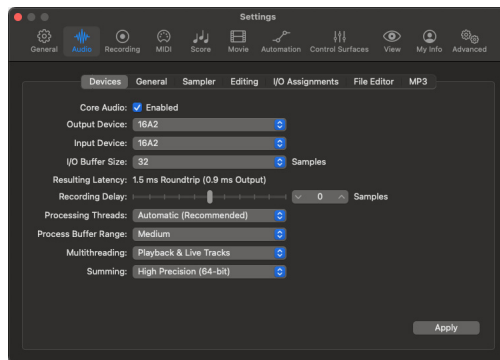 Settings
General Audio Recording MIDI Score Movie Automation Control Surfaces View My Info Advanced
Devices General Sampler Editing I/O Assignments File Editor MP3
Core Audio: Enabled
Output Device: 16A2
Input Device: 16A2
I/O Buffer Size: 32 Samples
Resulting Latency: 1.5 ms Roundtrip (0.9 ms Output)
Recording Delay: 0 Samples
Processing Threads: Automatic (Recommended)
Process Buffer Range: Medium
Multithreading: Playback & Live Tracks
Summing: High Precision (64-bit)
Apply